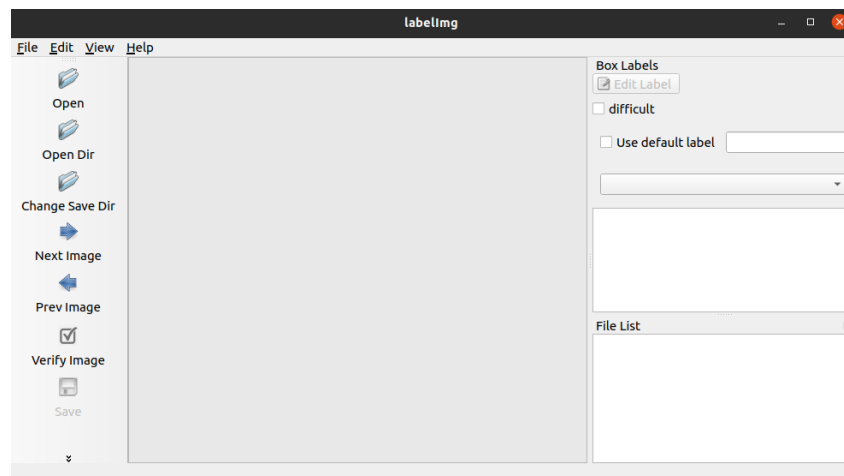 labelImg
File Edit View Help
Open
Open Dir
Change Save Dir
Next Image
Prev Image
Verify Image
Save
Box Labels
Edit Label
difficult
Use default label
File List